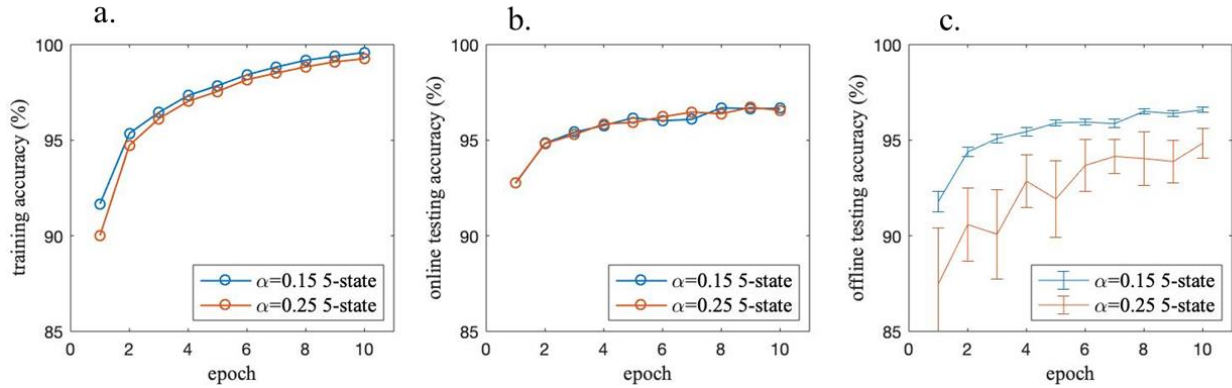 a.
training accuracy (%)
100
95
90
85
0
2
4
6
8
10
epoch
α=0.15 5-state
α=0.25 5-state
b.
online testing accuracy (%)
100
95
90
85
0
2
4
6
8
10
epoch
α=0.15 5-state
α=0.25 5-state
c.
offline testing accuracy (%)
100
95
90
85
0
2
4
6
8
10
epoch
α=0.15 5-state
α=0.25 5-state